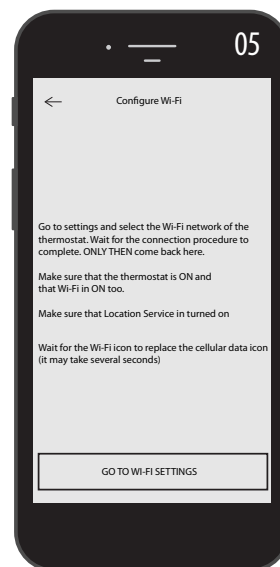 05
Configure Wi-Fi
Go to settings and select the Wi-Fi network of the
thermostat. Wait for the connection procedure to
complete. ONLY THEN come back here.
Make sure that the thermostat is ON and
that Wi-Fi in ON too.
Make sure that Location Service in turned on
Wait for the Wi-Fi icon to replace the cellular data icon
(it may take several seconds)
GO TO WI-FI SETTINGS